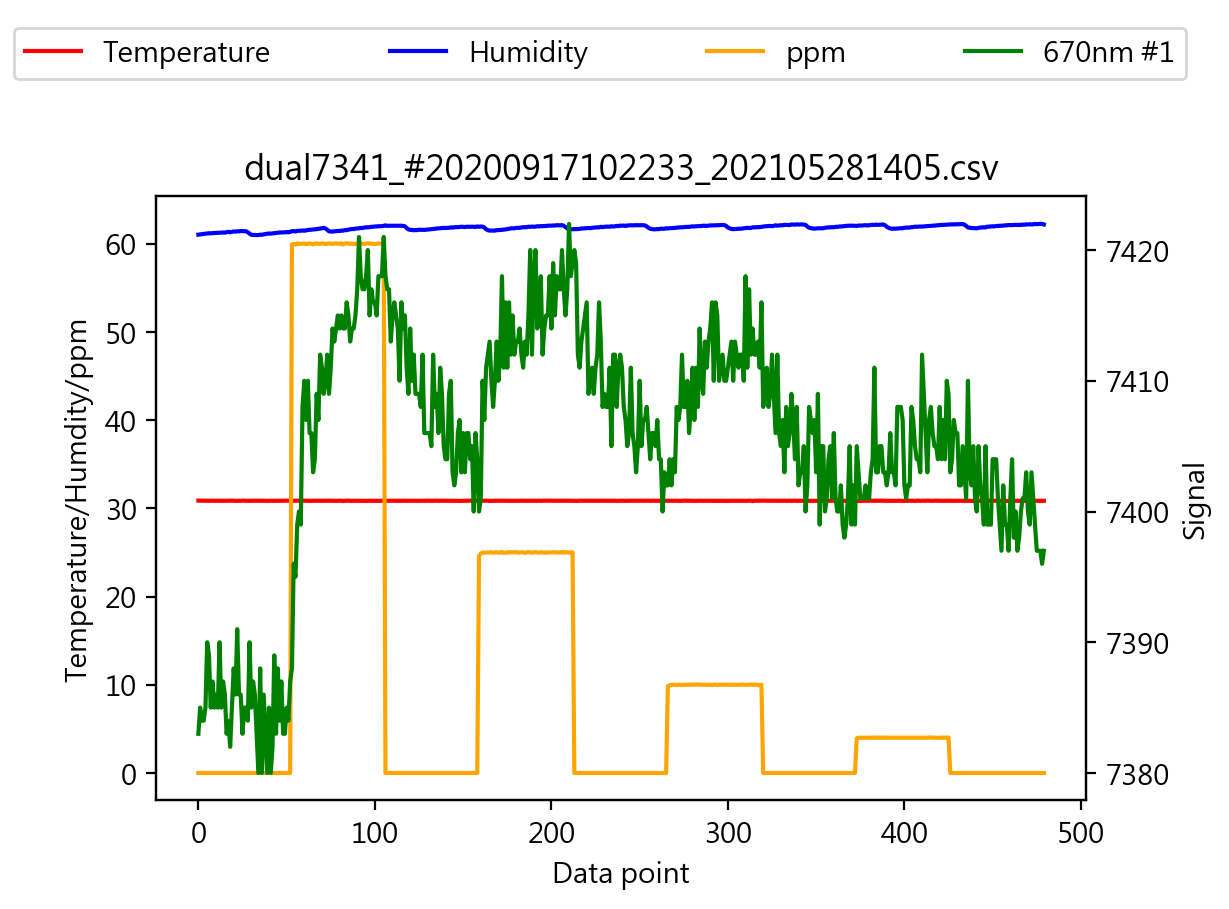 Temperature Humidity ppm 670nm #1
dual7341_#20200917102233_202105281405.csv
Temperature/Humdity/ppm
60
50
40
30
20
10
0
7420
7410
7400
7390
7380
Signal
0 100 200 300 400 500
Data point